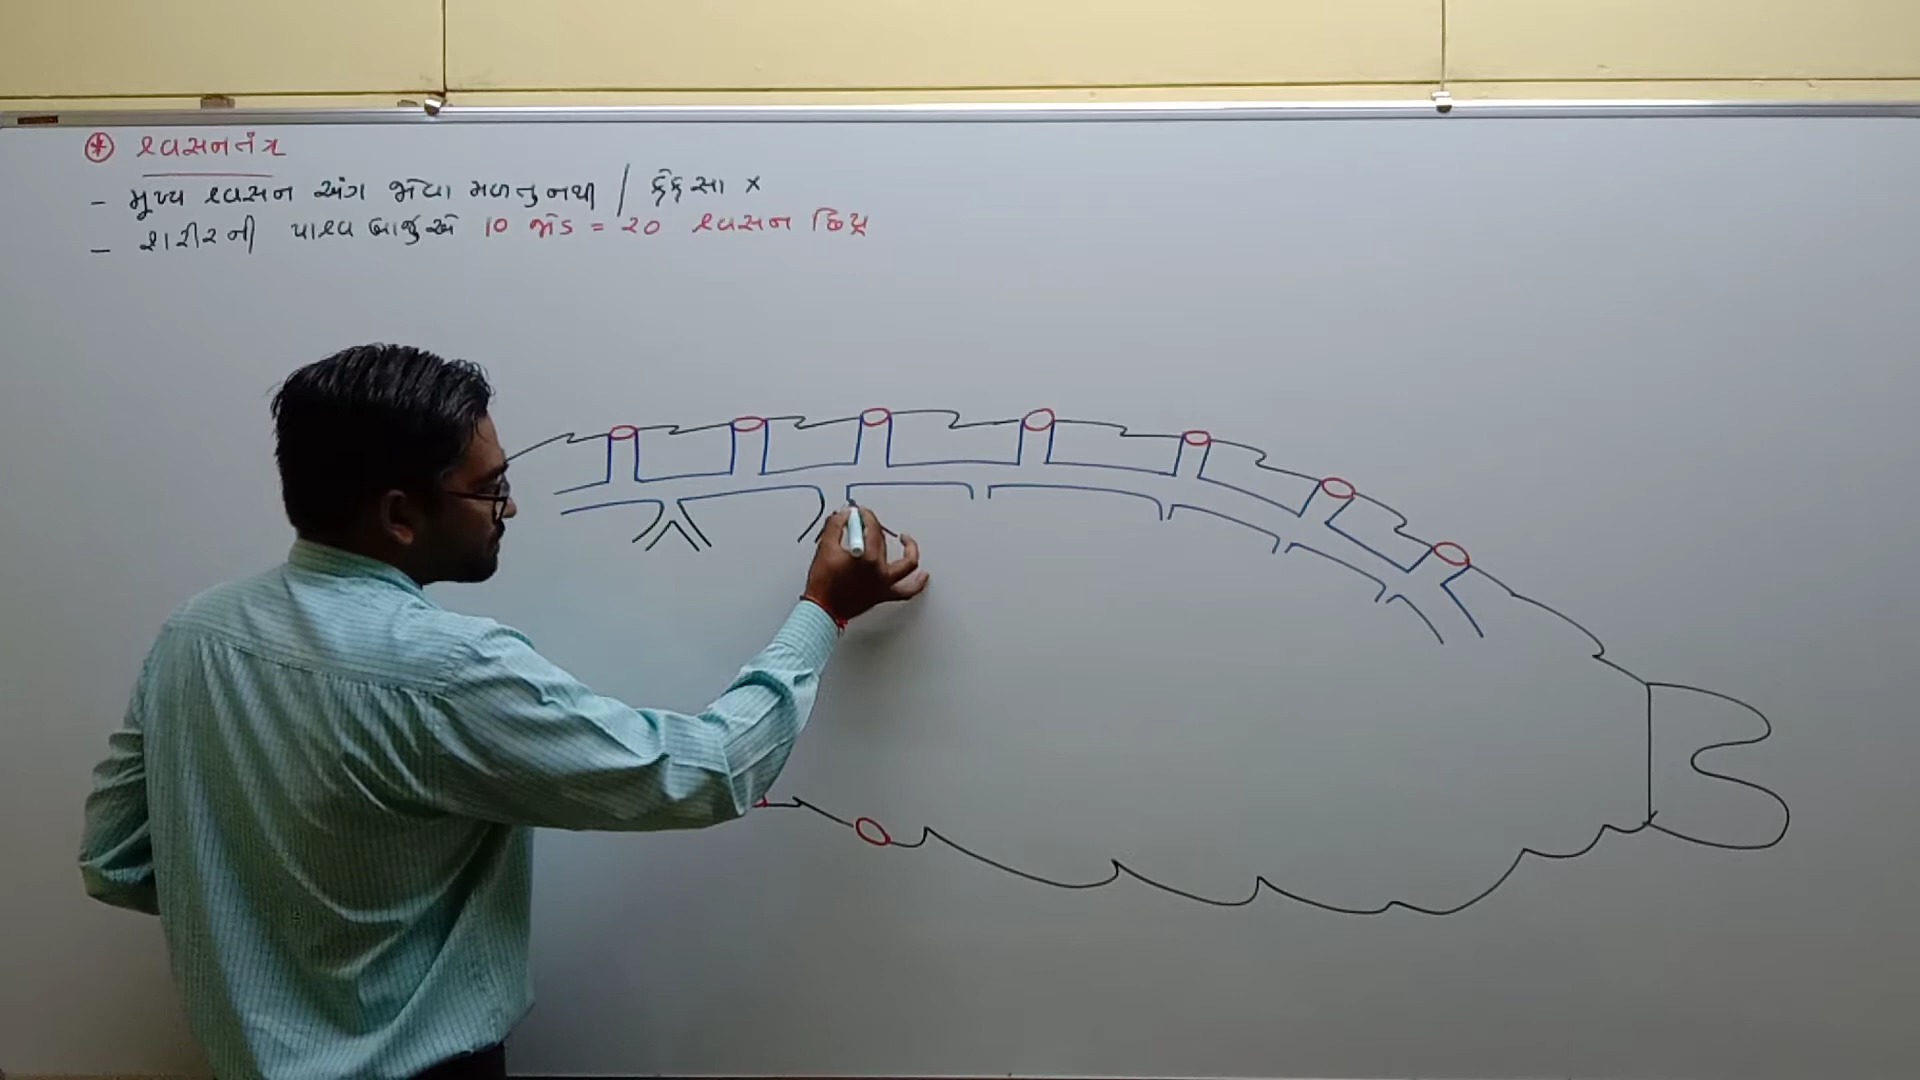 શ્વસનતંત્ર
- મુખ્ય શ્વસન અંગ જોવા મળતુ નથી / ફેફસા x
- શરીરની પાશ્વ બાજુએ 10 જોડ = 20 શ્વસન છિદ્ર